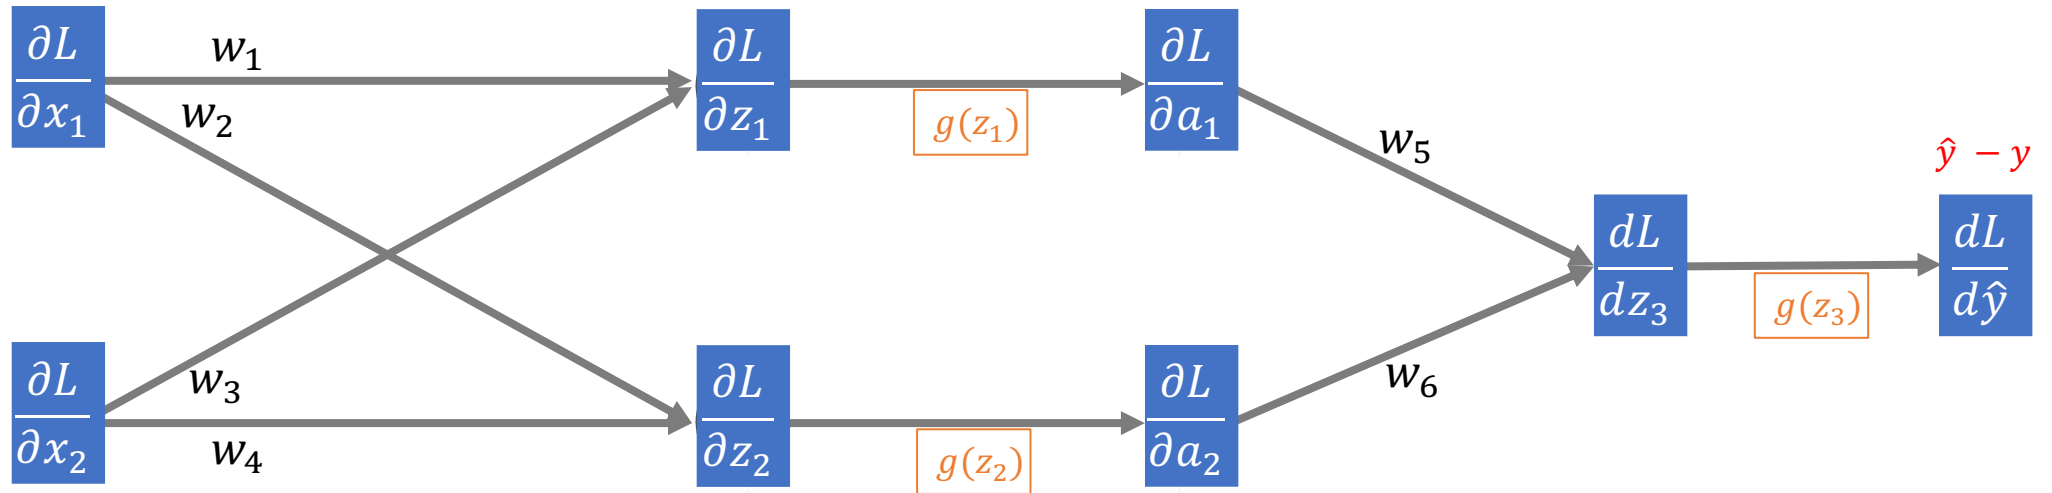 ∂L/∂x₁
w₁
w₂
∂L/∂z₁
g(z₁)
∂L/∂a₁
w₅
ŷ − y
dL/dz₃
g(z₃)
dL/dŷ
∂L/∂x₂
w₃
w₄
∂L/∂z₂
g(z₂)
∂L/∂a₂
w₆